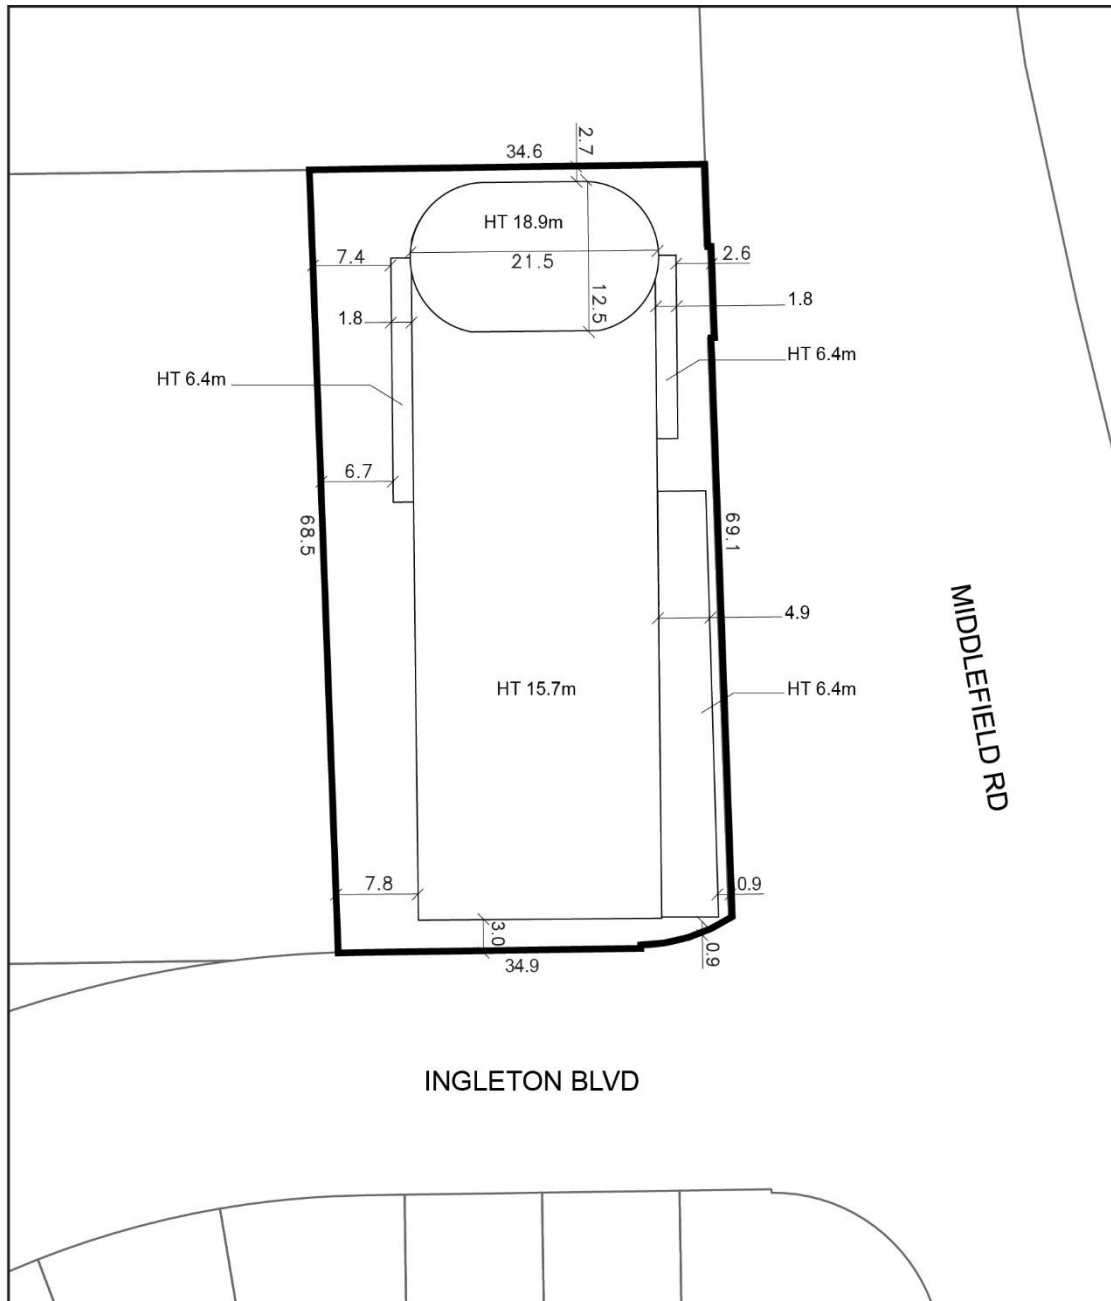 34.6
2.7
HT 18.9m
7.4
21.5
2.6
12.5
1.8
1.8
HT 6.4m
HT 6.4m
6.7
68.5
69.1
4.9
MIDDLEFIELD RD
HT 15.7m
HT 6.4m
7.8
0.9
3.0
0.9
34.9
INGLETON BLVD